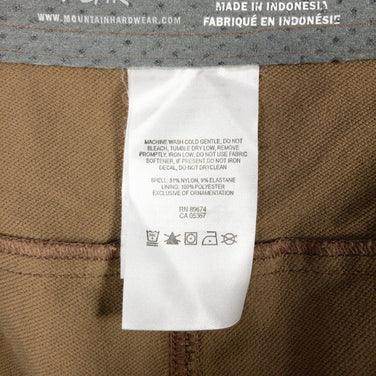 WWW.MOUNTAINHARDWEAR.COM
MADE IN INDONESIA
FABRIQUÉ EN INDONÉSIE
MACHINE WASH COLD GENTLE, DO NOT
BLEACH, TUMBLE DRY LOW, REMOVE
PROMPTLY, IRON LOW, DO NOT USE FABRIC
SOFTENER, IF PRESENT DO NOT IRON
DECAL, DO NOT DRYCLEAN
SHELL: 91% NYLON, 9% ELASTANE
LINING: 100% POLYESTER
EXCLUSIVE OF ORNAMENTATION
RN 89674
CA 05367